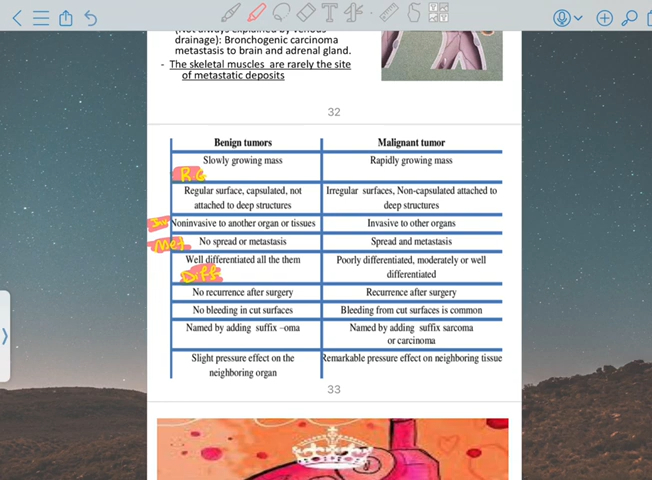 (Not always explained by venous
drainage): Bronchogenic carcinoma
metastasis to brain and adrenal gland.
- The skeletal muscles are rarely the site
of metastatic deposits
32
Benign tumors Malignant tumor
Slowly growing mass Rapidly growing mass
R.G
Regular surface, capsulated, not Irregular surfaces, Non-capsulated attached to
attached to deep structures deep structures
Noninvasive to another organ or tissues Invasive to other organs
Met No spread or metastasis Spread and metastasis
Well differentiated all the them Poorly differentiated, moderately or well
Diff differentiated
No recurrence after surgery Recurrence after surgery
No bleeding in cut surfaces Bleeding from cut surfaces is common
Named by adding suffix –oma Named by adding suffix sarcoma
or carcinoma
Slight pressure effect on the Remarkable pressure effect on neighboring tissue
neighboring organ
33